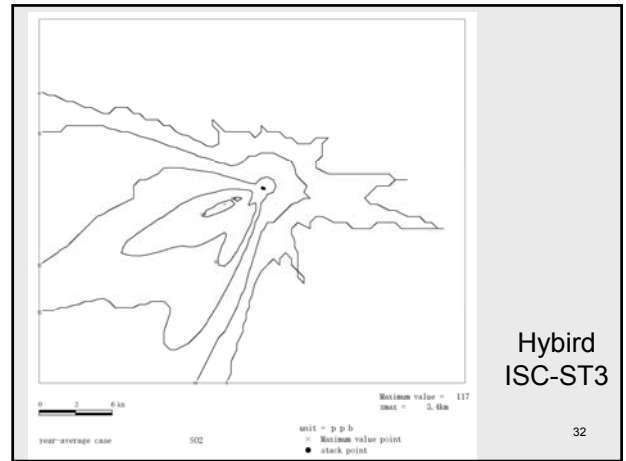 Hybird
ISC-ST3
Maximum value = 117
xmax = 3.4km
0 2 6 km
unit = p p b
× Maximum value point
● stack point
year-average case SO2
32